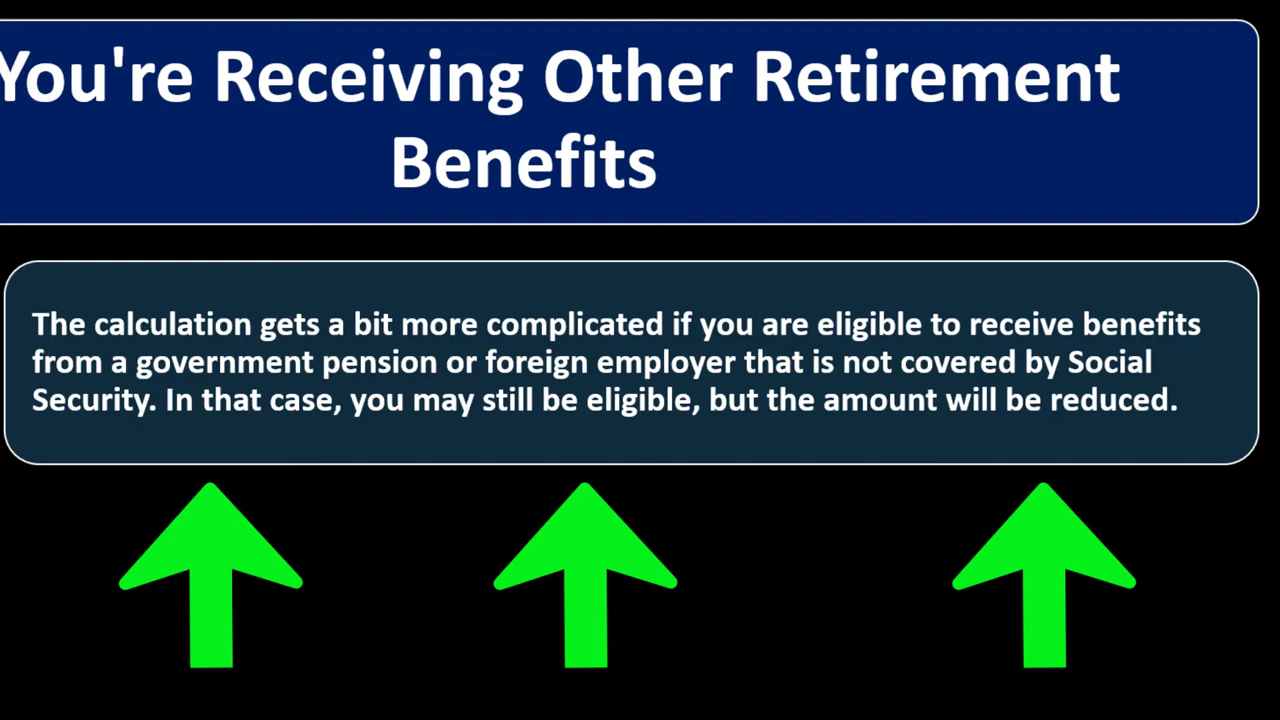 You're Receiving Other Retirement
Benefits
The calculation gets a bit more complicated if you are eligible to receive benefits
from a government pension or foreign employer that is not covered by Social
Security. In that case, you may still be eligible, but the amount will be reduced.